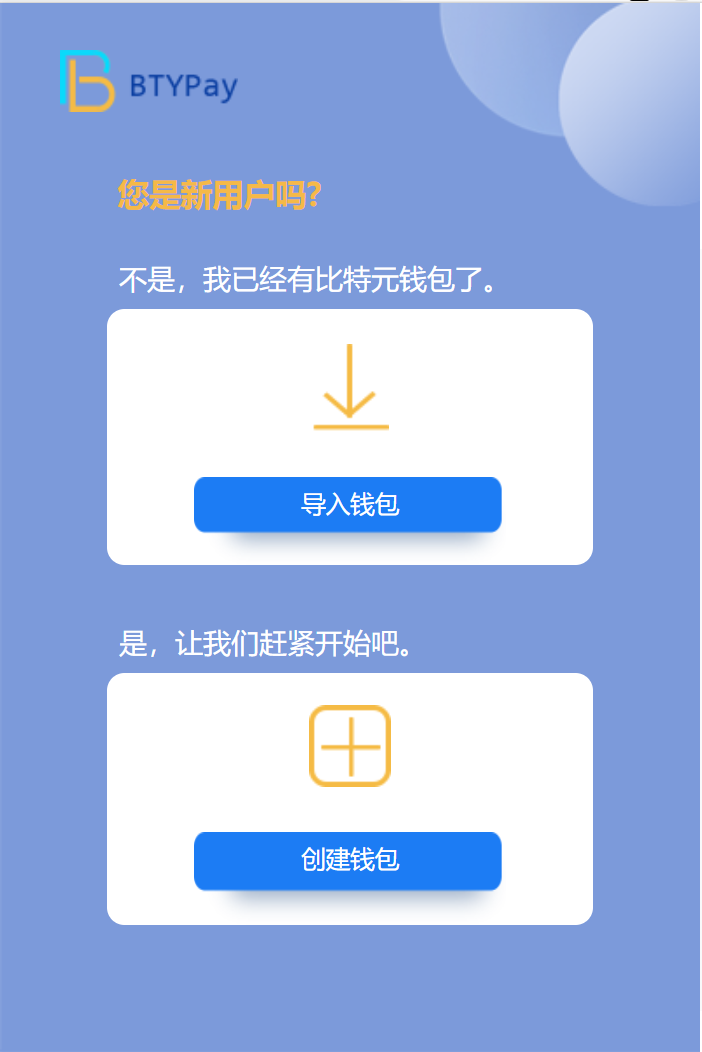 BTYPay
您是新用户吗？
不是，我已经有比特元钱包了。
导入钱包
是，让我们赶紧开始吧。
创建钱包